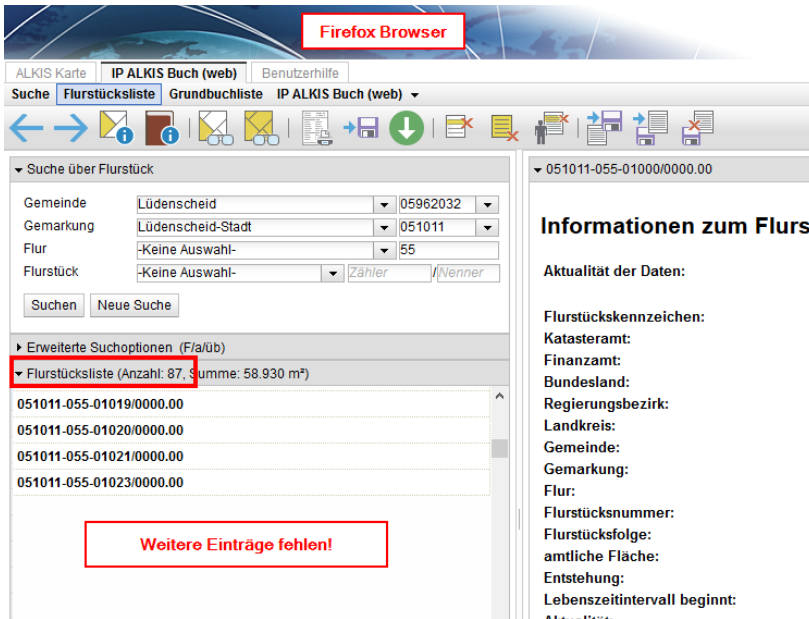 Firefox Browser
ALKIS Karte IP ALKIS Buch (web) Benutzerhilfe
Suche Flurstücksliste Grundbuchliste IP ALKIS Buch (web)
Suche über Flurstück
Gemeinde Lüdenscheid 05962032
Gemarkung Lüdenscheid-Stadt 051011
Flur -Keine Auswahl- 55
Flurstück -Keine Auswahl- Zähler / Nenner
Suchen Neue Suche
Erweiterte Suchoptionen (F/a/üb)
Flurstücksliste (Anzahl: 87, Summe: 58.930 m²)
051011-055-01019/0000.00
051011-055-01020/0000.00
051011-055-01021/0000.00
051011-055-01023/0000.00
Weitere Einträge fehlen!
051011-055-01000/0000.00
Informationen zum Flurs
Aktualität der Daten:
Flurstückskennzeichen:
Katasteramt:
Finanzamt:
Bundesland:
Regierungsbezirk:
Landkreis:
Gemeinde:
Gemarkung:
Flur:
Flurstücksnummer:
Flurstücksfolge:
amtliche Fläche:
Entstehung:
Lebenszeitintervall beginnt: